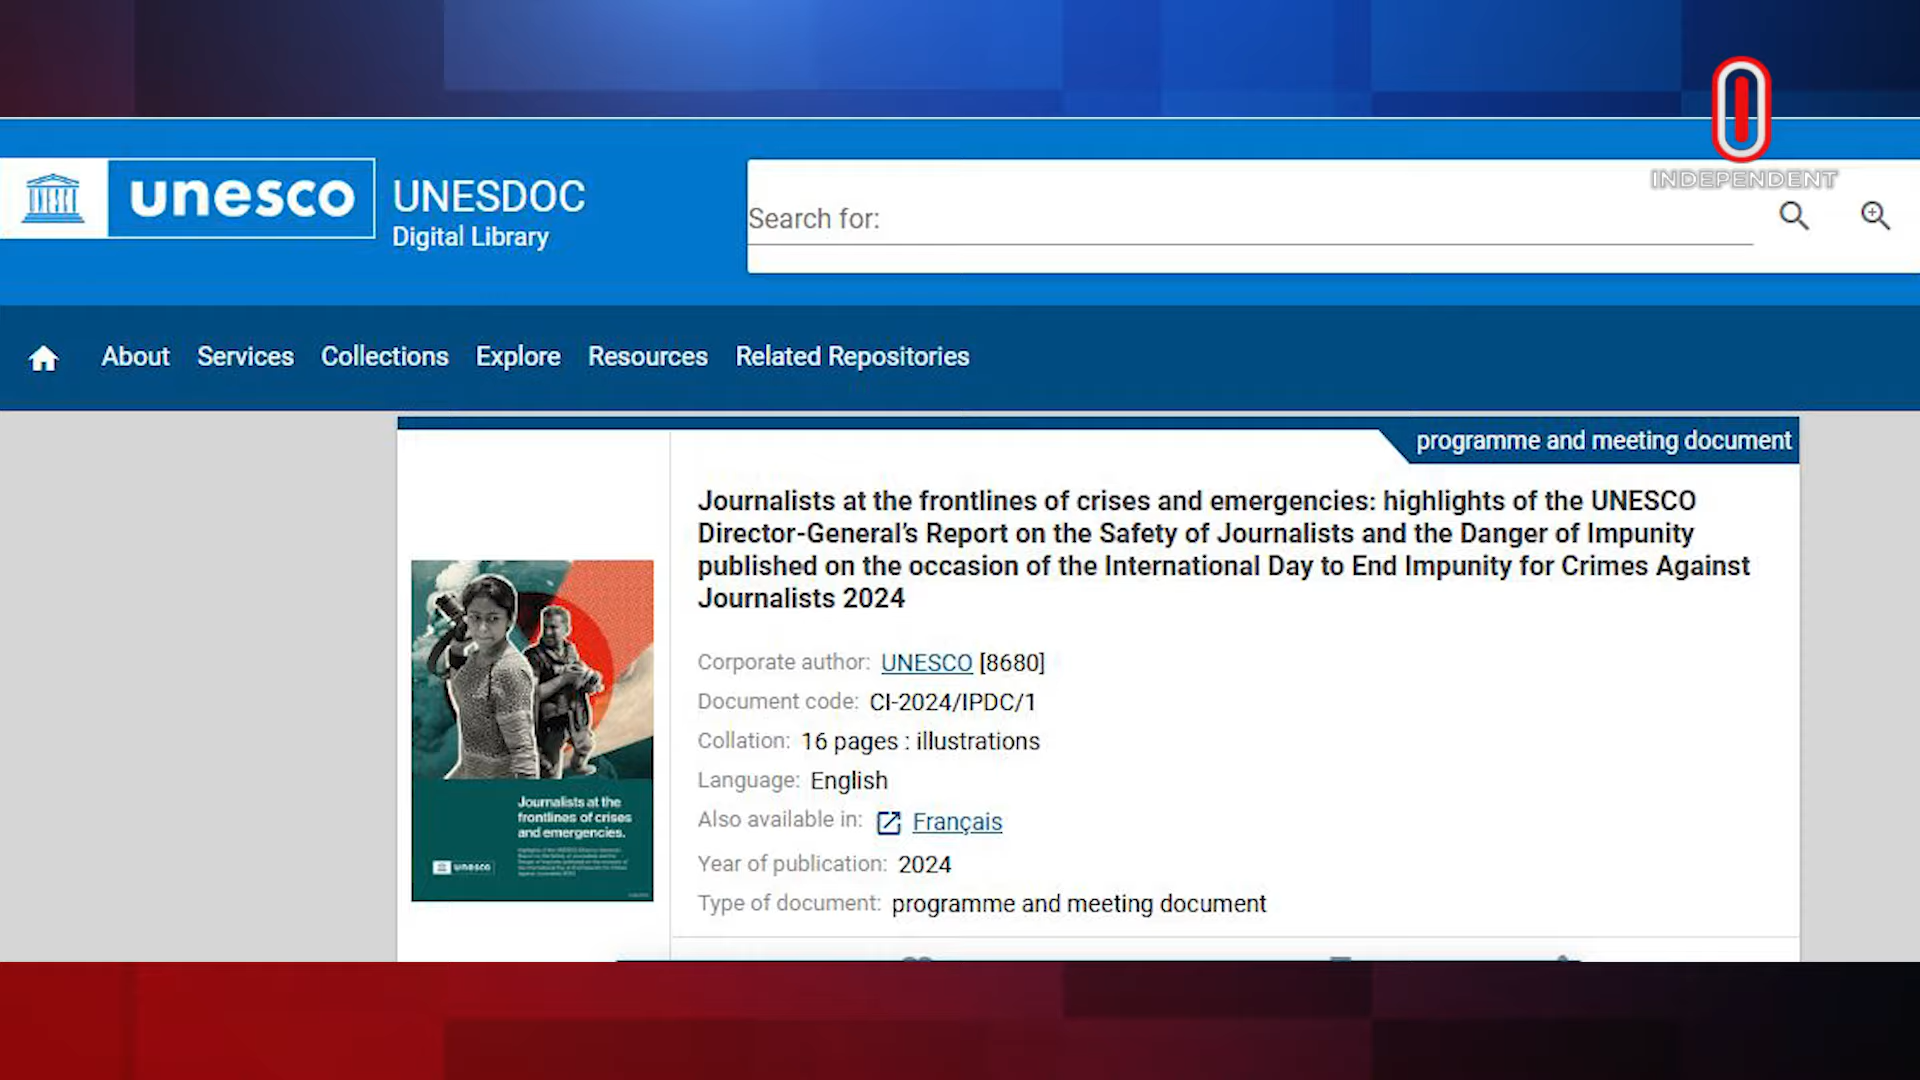 INDEPENDENT
unesco
UNESDOC
Digital Library
Search for:
About Services Collections Explore Resources Related Repositories
programme and meeting document
Journalists at the frontlines of crises and emergencies: highlights of the UNESCO
Director-General’s Report on the Safety of Journalists and the Danger of Impunity
published on the occasion of the International Day to End Impunity for Crimes Against
Journalists 2024
Corporate author: UNESCO [8680]
Document code: CI-2024/IPDC/1
Collation: 16 pages : illustrations
Language: English
Also available in: Français
Year of publication: 2024
Type of document: programme and meeting document
Journalists at the
frontlines of crises
and emergencies.
unesco